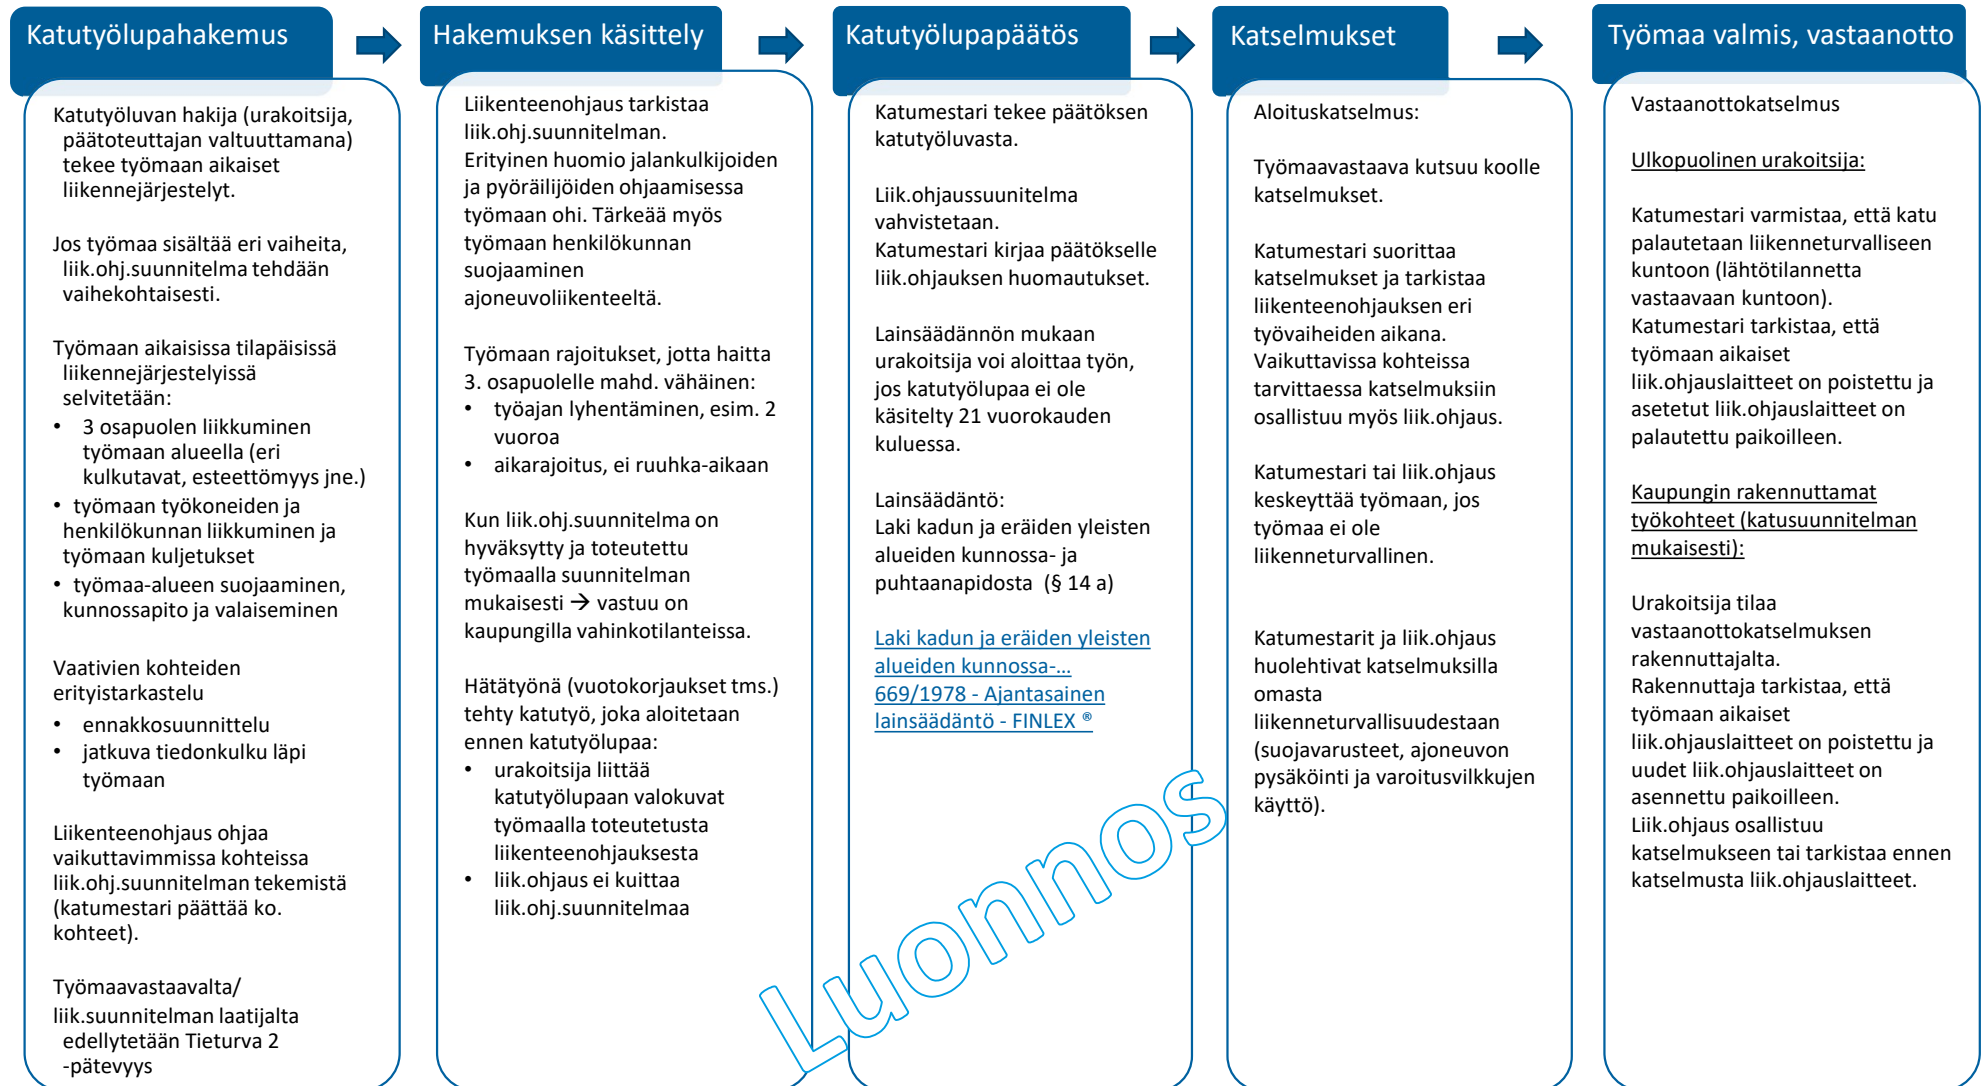 Katutyölupahakemus
Katutyöluvan hakija (urakoitsija,
päätoteuttajan valtuuttamana)
tekee työmaan aikaiset
liikennejärjestelyt.
Jos työmaa sisältää eri vaiheita,
liik.ohj.suunnitelma tehdään
vaihekohtaisesti.
Työmaan aikaisissa tilapäisissä
liikennejärjestelyissä
selvitetään:
• 3 osapuolen liikkuminen
työmaan alueella (eri
kulkutavat, esteettömyys jne.)
• työmaan työkoneiden ja
henkilökunnan liikkuminen ja
työmaan kuljetukset
• työmaa-alueen suojaaminen,
kunnossapito ja valaiseminen
Vaativien kohteiden
erityistarkastelu
• ennakkosuunnittelu
• jatkuva tiedonkulku läpi
työmaan
Liikenteenohjaus ohjaa
vaikuttavimmissa kohteissa
liik.ohj.suunnitelman tekemistä
(katumestari päättää ko.
kohteet).
Työmaavastaavalta/
liik.suunnitelman laatijalta
edellytetään Tieturva 2
-pätevyys
Hakemuksen käsittely
Liikenteenohjaus tarkistaa
liik.ohj.suunnitelman.
Erityinen huomio jalankulkijoiden
ja pyöräilijöiden ohjaamisessa
työmaan ohi. Tärkeää myös
työmaan henkilökunnan
suojaaminen
ajoneuvoliikenteeltä.
Työmaan rajoitukset, jotta haitta
3. osapuolelle mahd. vähäinen:
• työajan lyhentäminen, esim. 2
vuoroa
• aikarajoitus, ei ruuhka-aikaan
Kun liik.ohj.suunnitelma on
hyväksytty ja toteutettu
työmaalla suunnitelman
mukaisesti → vastuu on
kaupungilla vahinkotilanteissa.
Hätätyönä (vuotokorjaukset tms.)
tehty katutyö, joka aloitetaan
ennen katutyölupaa:
• urakoitsija liittää
katutyölupaan valokuvat
työmaalla toteutetusta
liikenteenohjauksesta
• liik.ohjaus ei kuittaa
liik.ohj.suunnitelmaa
Katutyölupapäätös
Katumestari tekee päätöksen
katutyöluvasta.
Liik.ohjaussuunitelma
vahvistetaan.
Katumestari kirjaa päätökselle
liik.ohjauksen huomautukset.
Lainsäädännön mukaan
urakoitsija voi aloittaa työn,
jos katutyölupaa ei ole
käsitelty 21 vuorokauden
kuluessa.
Lainsäädäntö:
Laki kadun ja eräiden yleisten
alueiden kunnossa- ja
puhtaanapidosta (§ 14 a)
Laki kadun ja eräiden yleisten
alueiden kunnossa-…
669/1978 - Ajantasainen
lainsäädäntö - FINLEX ®
Luonnos
Katselmukset
Aloituskatselmus:
Työmaavastaava kutsuu koolle
katselmukset.
Katumestari suorittaa
katselmukset ja tarkistaa
liikenteenohjauksen eri
työvaiheiden aikana.
Vaikuttavissa kohteissa
tarvittaessa katselmuksiin
osallistuu myös liik.ohjaus.
Katumestari tai liik.ohjaus
keskeyttää työmaan, jos
työmaa ei ole
liikenneturvallinen.
Katumestarit ja liik.ohjaus
huolehtivat katselmuksilla
omasta
liikenneturvallisuudestaan
(suojavarusteet, ajoneuvon
pysäköinti ja varoitusvilkkujen
käyttö).
Työmaa valmis, vastaanotto
Vastaanottokatselmus
Ulkopuolinen urakoitsija:
Katumestari varmistaa, että katu
palautetaan liikenneturvalliseen
kuntoon (lähtötilannetta
vastaavaan kuntoon).
Katumestari tarkistaa, että
työmaan aikaiset
liik.ohjauslaitteet on poistettu ja
asetetut liik.ohjauslaitteet on
palautettu paikoilleen.
Kaupungin rakennuttamat
työkohteet (katusuunnitelman
mukaisesti):
Urakoitsija tilaa
vastaanottokatselmuksen
rakennuttajalta.
Rakennuttaja tarkistaa, että
työmaan aikaiset
liik.ohjauslaitteet on poistettu ja
uudet liik.ohjauslaitteet on
asennettu paikoilleen.
Liik.ohjaus osallistuu
katselmukseen tai tarkistaa ennen
katselmusta liik.ohjauslaitteet.